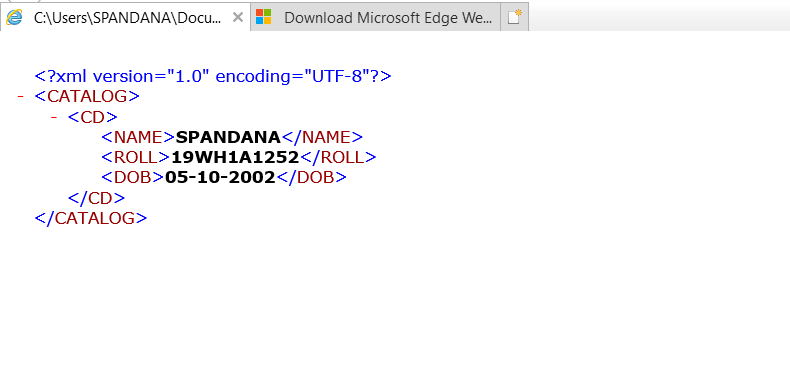 C:\Users\SPANDANA\Docu... Download Microsoft Edge We...
<?xml version="1.0" encoding="UTF-8"?>
- <CATALOG>
- <CD>
<NAME>SPANDANA</NAME>
<ROLL>19WH1A1252</ROLL>
<DOB>05-10-2002</DOB>
</CD>
</CATALOG>